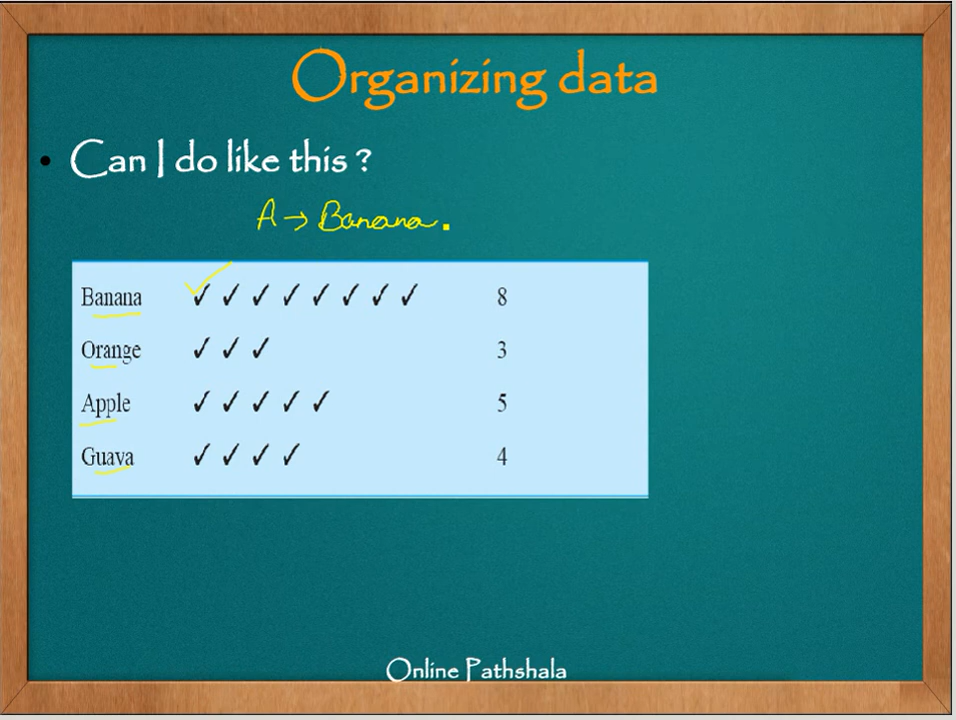 Organizing data
• Can I do like this ?
A → Banana.
Banana ✓ ✓ ✓ ✓ ✓ ✓ ✓ ✓ 8
Orange ✓ ✓ ✓ 3
Apple ✓ ✓ ✓ ✓ ✓ 5
Guava ✓ ✓ ✓ ✓ 4
Online Pathshala